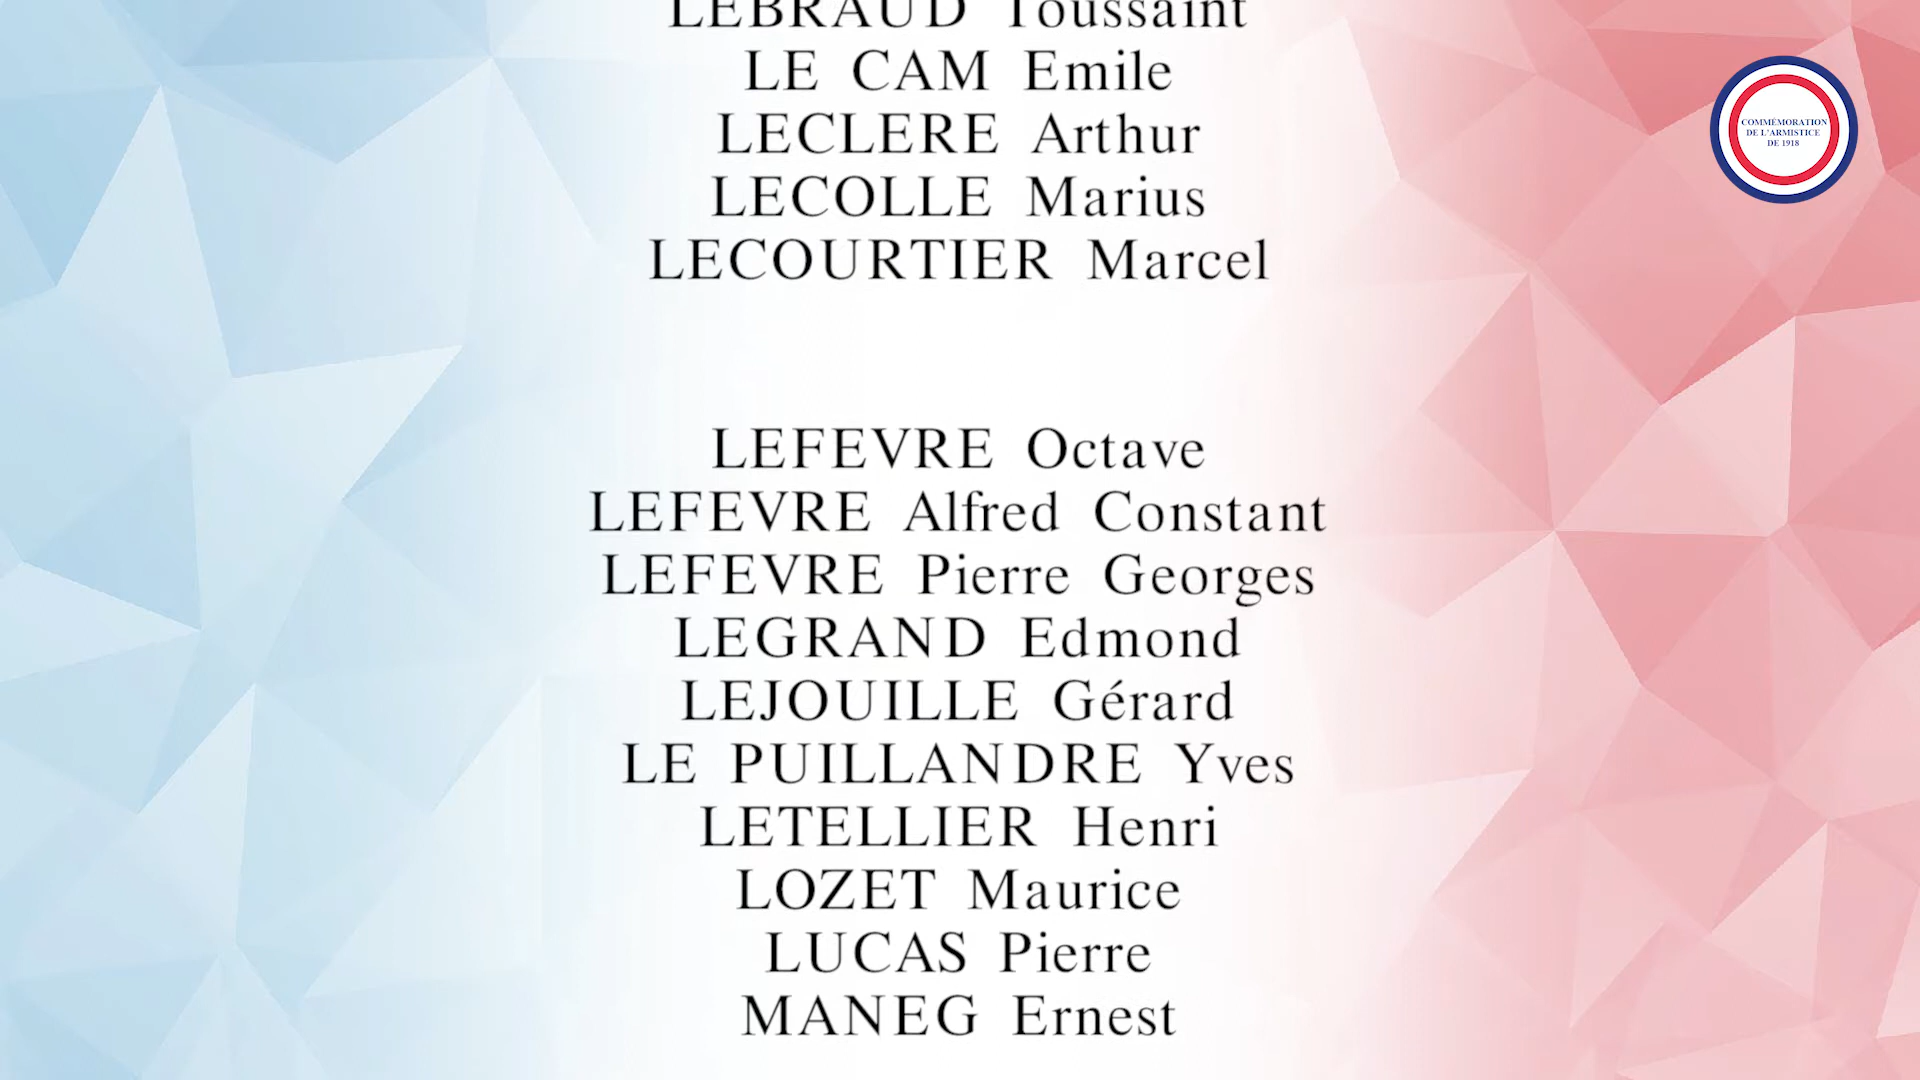 LEBRAUD Toussaint
LE CAM Emile
LECLERE Arthur
LECOLLE Marius
LECOURTIER Marcel
LEFEVRE Octave
LEFEVRE Alfred Constant
LEFEVRE Pierre Georges
LEGRAND Edmond
LEJOUILLE Gérard
LE PUILLANDRE Yves
LETELLIER Henri
LOZET Maurice
LUCAS Pierre
MANEG Ernest
COMMÉMORATION
DE L'ARMISTICE
DE 1918